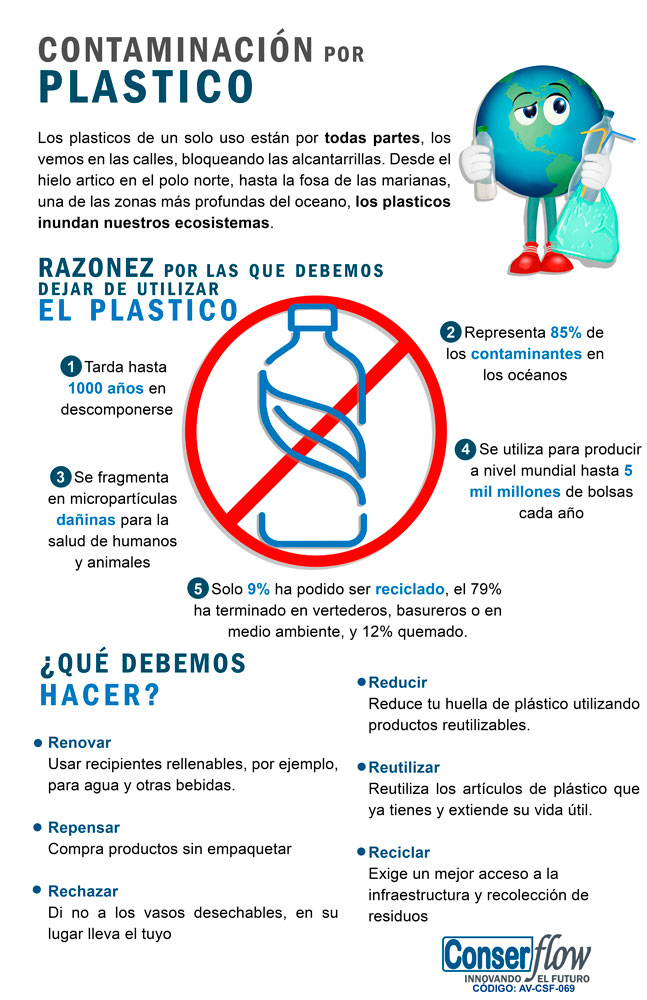 CONTAMINACIÓN POR
PLASTICO
Los plasticos de un solo uso están por todas partes, los
vemos en las calles, bloqueando las alcantarrillas. Desde el
hielo artico en el polo norte, hasta la fosa de las marianas,
una de las zonas más profundas del oceano, los plasticos
inundan nuestros ecosistemas.
RAZONEZ POR LAS QUE DEBEMOS
DEJAR DE UTILIZAR
EL PLASTICO
1 Tarda hasta
1000 años en
descomponerse
2 Representa 85% de
los contaminantes en
los océanos
3 Se fragmenta
en micropartículas
dañinas para la
salud de humanos
y animales
4 Se utiliza para producir
a nivel mundial hasta 5
mil millones de bolsas
cada año
5 Solo 9% ha podido ser reciclado, el 79%
ha terminado en vertederos, basureros o en
medio ambiente, y 12% quemado.
¿QUÉ DEBEMOS
HACER?
Renovar
Usar recipientes rellenables, por ejemplo,
para agua y otras bebidas.
Repensar
Compra productos sin empaquetar
Rechazar
Di no a los vasos desechables, en su
lugar lleva el tuyo
Reducir
Reduce tu huella de plástico utilizando
productos reutilizables.
Reutilizar
Reutiliza los artículos de plástico que
ya tienes y extiende su vida útil.
Reciclar
Exige un mejor acceso a la
infraestructura y recolección de
residuos
Conserflow
INNOVANDO EL FUTURO
CÓDIGO: AV-CSF-069